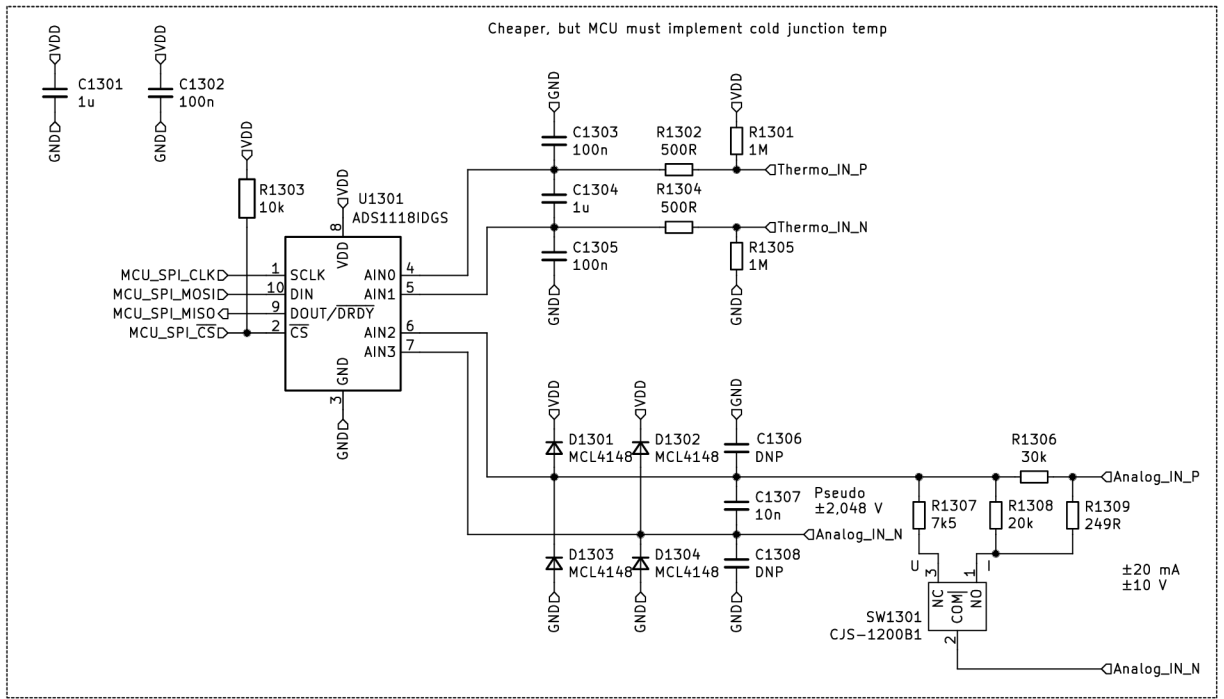 Cheaper, but MCU must implement cold junction temp
VDD
C1301
1u
GND
VDD
C1302
100n
GND
VDD
R1303
10k
VDD
U1301
ADS1118IDGS
8
VDD
MCU_SPI_CLK
1
SCLK
MCU_SPI_MOSI
10
DIN
MCU_SPI_MISO
9
DOUT/DRDY
MCU_SPI_CS
2
CS
AIN0
4
AIN1
5
AIN2
6
AIN3
7
GND
3
GND
GND
C1303
100n
C1304
1u
C1305
100n
GND
R1302
500R
R1304
500R
VDD
R1301
1M
Thermo_IN_P
Thermo_IN_N
R1305
1M
GND
VDD
D1301
MCL4148
VDD
D1302
MCL4148
GND
C1306
DNP
C1307
10n
Pseudo
±2,048 V
Analog_IN_N
D1303
MCL4148
GND
D1304
MCL4148
GND
C1308
DNP
GND
R1306
30k
Analog_IN_P
R1307
7k5
R1308
20k
R1309
249R
U
3
NC
COM
1
NO
I
SW1301
CJS-1200B1
2
±20 mA
±10 V
Analog_IN_N